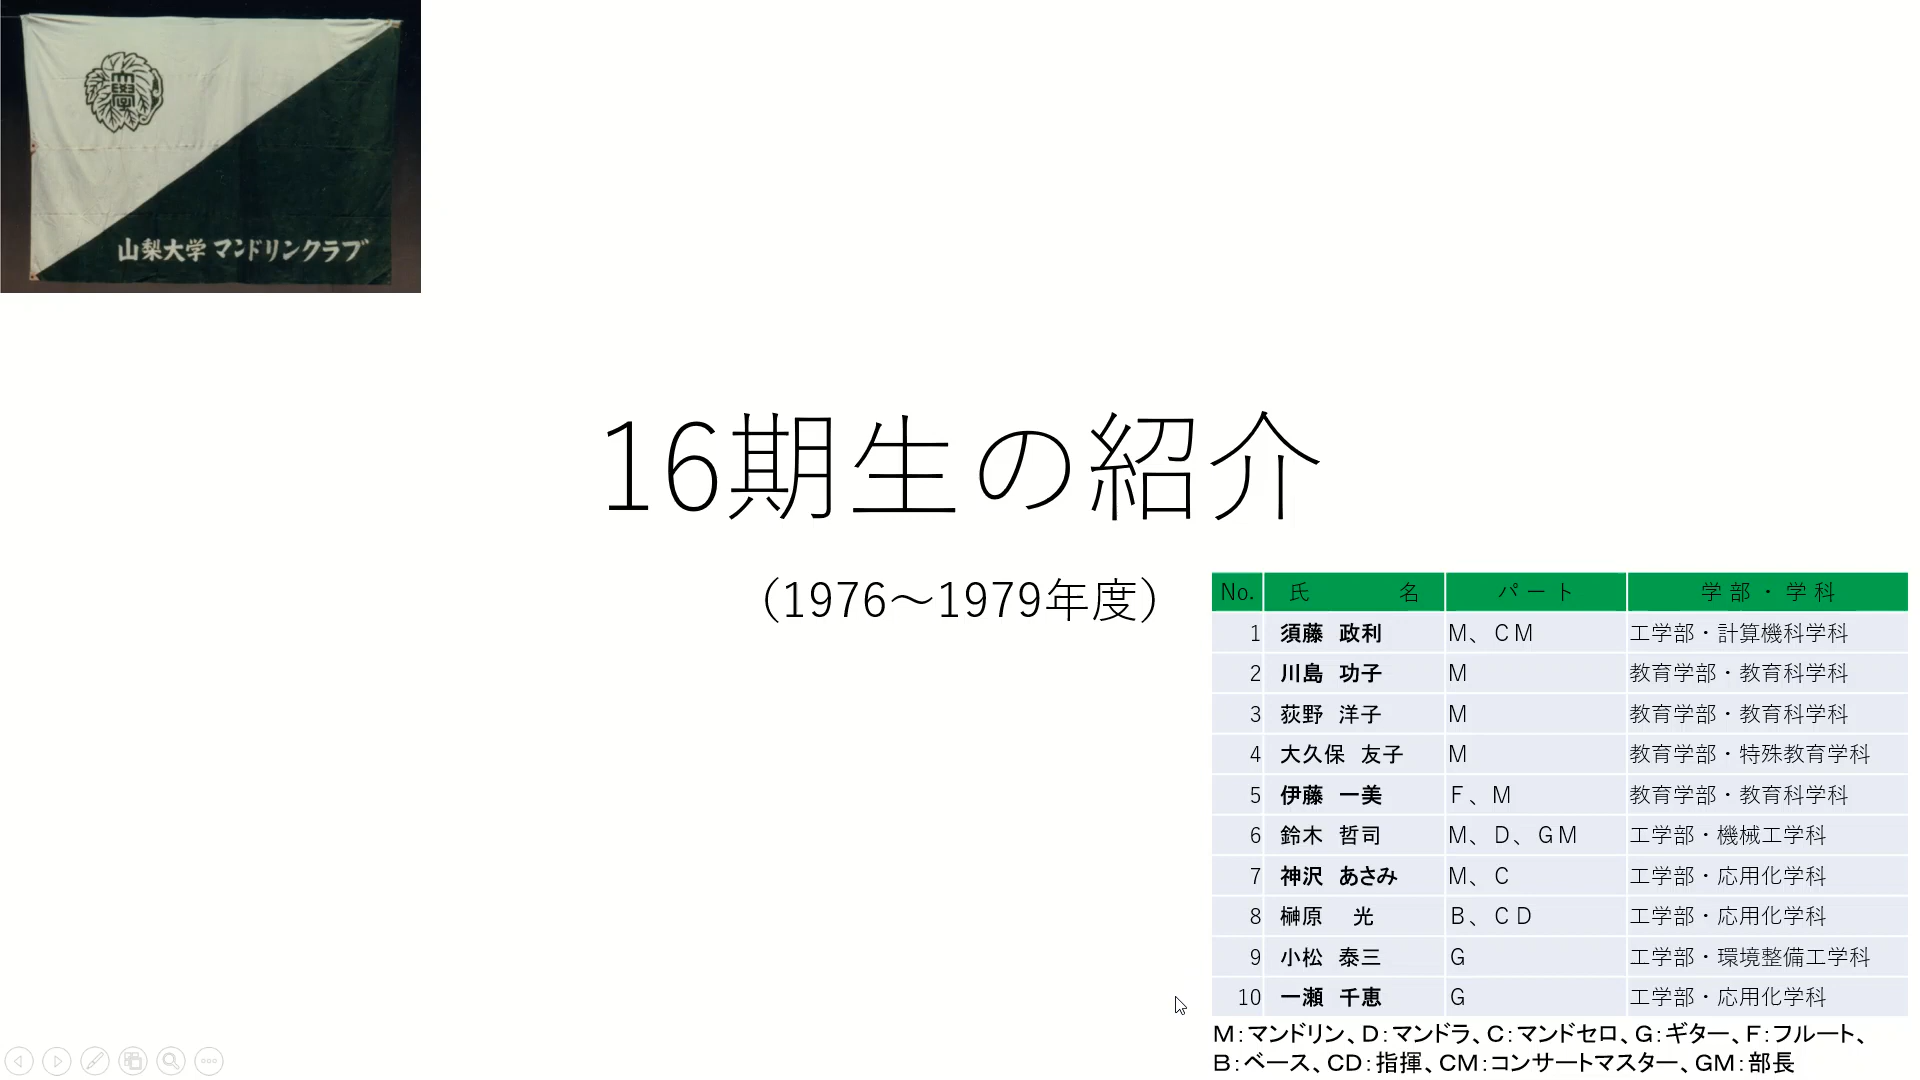 山梨大学 マンドリンクラブ
16期生の紹介
（1976～1979年度）
No. 氏名 パート 学部・学科
1 須藤 政利 M、CM 工学部・計算機科学科
2 川島 功子 M 教育学部・教育科学科
3 荻野 洋子 M 教育学部・教育科学科
4 大久保 友子 M 教育学部・特殊教育学科
5 伊藤 一美 F、M 教育学部・教育科学科
6 鈴木 哲司 M、D、GM 工学部・機械工学科
7 神沢 あさみ M、C 工学部・応用化学科
8 榊原 光 B、CD 工学部・応用化学科
9 小松 泰三 G 工学部・環境整備工学科
10 一瀬 千恵 G 工学部・応用化学科
M：マンドリン、D：マンドラ、C：マンドセロ、G：ギター、F：フルート、
B：ベース、CD：指揮、CM：コンサートマスター、GM：部長